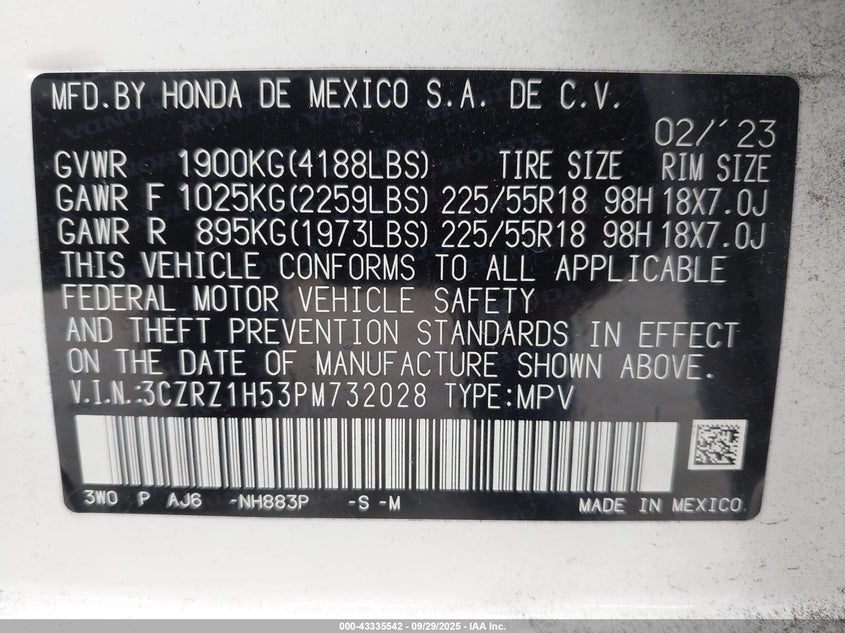 MFD.BY HONDA DE MEXICO S.A. DE C.V.
02/'23
GVWR 1900KG(4188LBS) TIRE SIZE RIM SIZE
GAWR F 1025KG(2259LBS) 225/55R18 98H 18X7.0J
GAWR R 895KG(1973LBS) 225/55R18 98H 18X7.0J
THIS VEHICLE CONFORMS TO ALL APPLICABLE
FEDERAL MOTOR VEHICLE SAFETY
AND THEFT PREVENTION STANDARDS IN EFFECT
ON THE DATE OF MANUFACTURE SHOWN ABOVE.
V.I.N.:3CZRZ1H53PM732028 TYPE:MPV
3W0 P AJ6 -NH883P -S -M MADE IN MEXICO
000-43335542 - 09/29/2025 - IAA Inc.